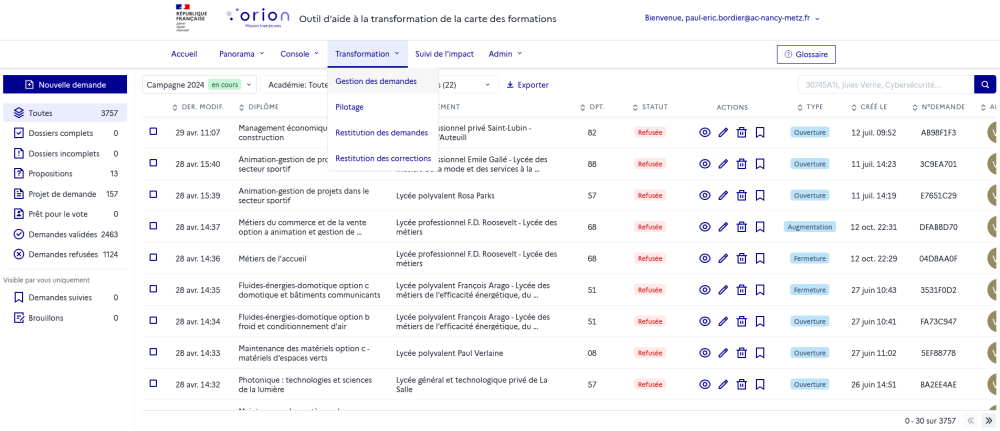 RÉPUBLIQUE
FRANÇAISE
orion
Outil d'aide à la transformation de la carte des formations
Bienvenue, paul-eric.bordier@ac-nancy-metz.fr
Accueil
Panorama
Console
Transformation
Suivi de l'impact
Admin
Glossaire
Gestion des demandes
Pilotage
Restitution des demandes
Restitution des corrections
Nouvelle demande
Toutes 3757
Dossiers complets 0
Dossiers incomplets 0
Propositions 13
Projet de demande 157
Prêt pour le vote 0
Demandes validées 2463
Demandes refusées 1124
Visible par vous uniquement
Demandes suivies 0
Brouillons 0
Campagne 2024 en cours
Académie: Toute
(22)
Exporter
30745A11, Jules Verne, Cybersécurité...
DER. MODIF. DIPLÔME EMENT DPT. STATUT ACTIONS TYPE CRÉÉ LE N°DEMANDE
29 avr. 11:07 Management économiqu construction ssionnel privé Saint-Lubin - 'Auteuill 82 Refusée Ouverture 12 juil. 09:52 AB98F1F3
28 avr. 15:40 Animation-gestion de pro secteur sportif ssionnel Emile Gallé - Lycée des la mode et des services à la ... 88 Refusée Ouverture 11 juil. 14:23 3C9EA701
28 avr. 15:39 Animation-gestion de projets dans le secteur sportif Lycée polyvalent Rosa Parks 57 Refusée Ouverture 11 juil. 14:19 E7651C29
28 avr. 14:37 Métiers du commerce et de la vente option a animation et gestion de ... Lycée professionnel F.D. Roosevelt - Lycée des métiers 68 Refusée Augmentation 12 oct. 22:31 DFAB8D70
28 avr. 14:36 Métiers de l'accueil Lycée professionnel F.D. Roosevelt - Lycée des métiers 68 Refusée Fermeture 12 oct. 22:29 04D8AA0F
28 avr. 14:35 Fluides-énergies-domotique option c domotique et bâtiments communicants Lycée polyvalent François Arago - Lycée des métiers de l'efficacité énergétique, du ... 51 Refusée Fermeture 27 juin 10:43 3531F0D2
28 avr. 14:34 Fluides-énergies-domotique option b froid et conditionnement d'air Lycée polyvalent François Arago - Lycée des métiers de l'efficacité énergétique, du ... 51 Refusée Ouverture 27 juin 10:41 FA73C947
28 avr. 14:33 Maintenance des matériels option c - matériels d'espaces verts Lycée polyvalent Paul Verlaine 08 Refusée Ouverture 27 juin 11:02 5EF88778
28 avr. 14:32 Photonique : technologies et sciences de la lumière Lycée général et technologique privé de La Salle 57 Refusée Ouverture 26 juin 14:51 BA2EE4AE
0 - 30 sur 3757